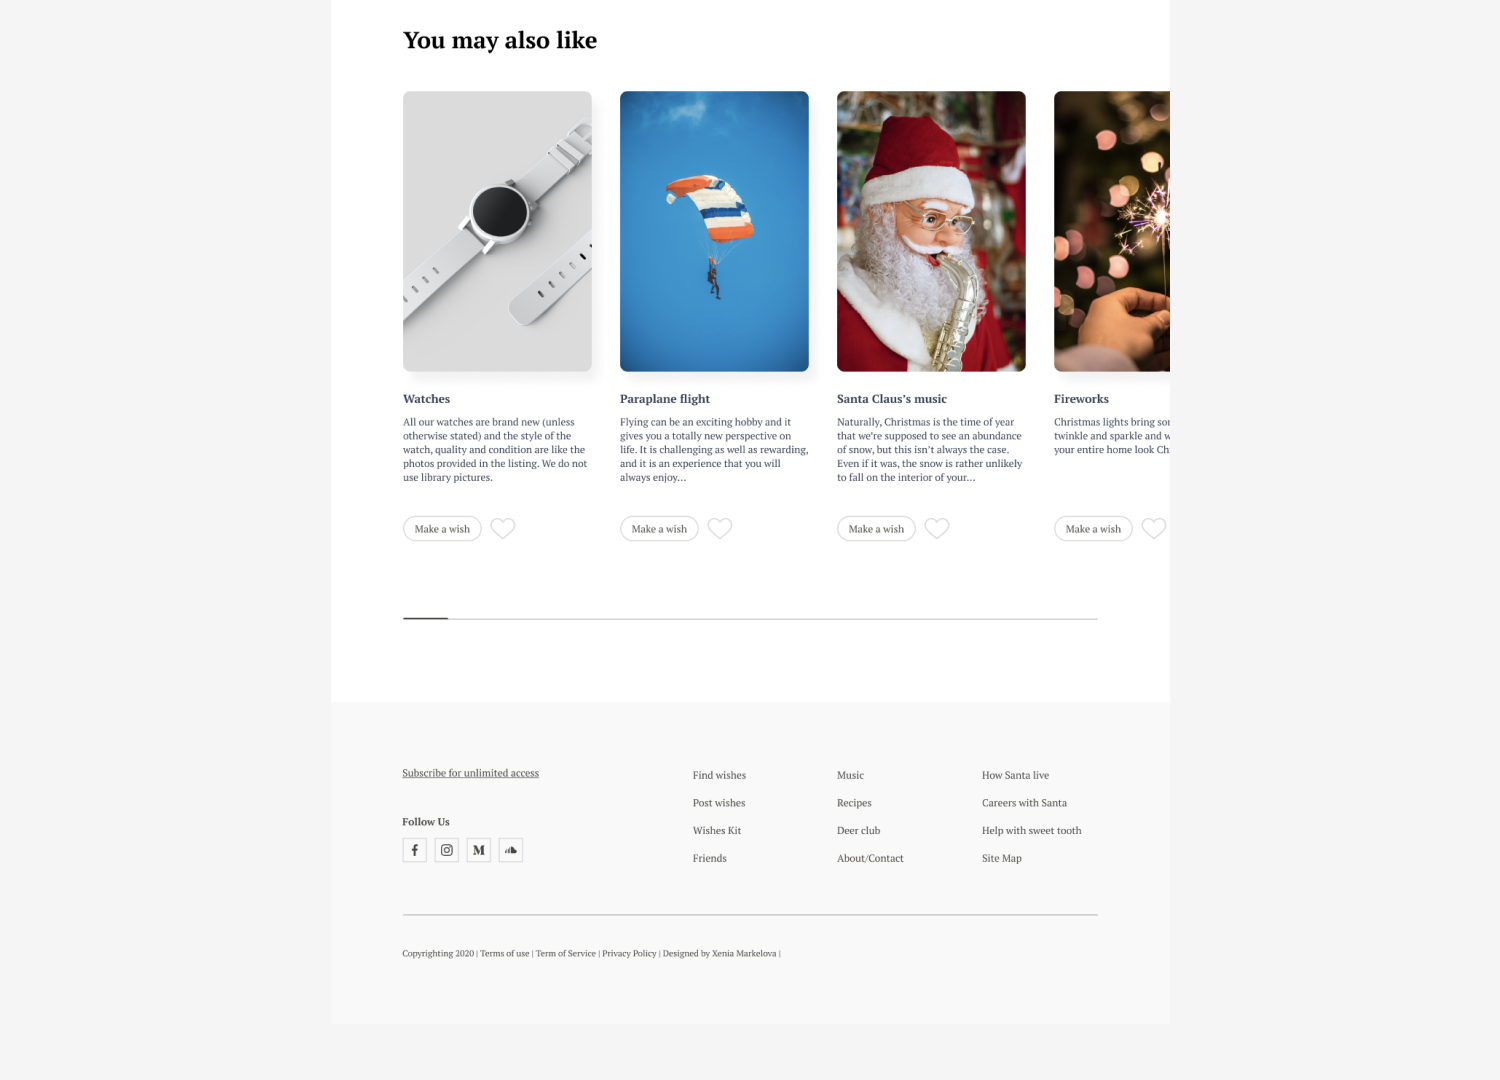 You may also like
Watches
All our watches are brand new (unless
otherwise stated) and the style of the
watch, quality and condition are like the
photos provided in the listing. We do not
use library pictures.
Make a wish
Paraplane flight
Flying can be an exciting hobby and it
gives you a totally new perspective on
life. It is challenging as well as rewarding,
and it is an experience that you will
always enjoy...
Make a wish
Santa Claus's music
Naturally, Christmas is the time of year
that we're supposed to see an abundance
of snow, but this isn't always the case.
Even if it was, the snow is rather unlikely
to fall on the interior of your...
Make a wish
Fireworks
Christmas lights bring
twinkle and sparkle and
your entire home look
Make a wish
Subscribe for unlimited access
Follow Us
Find wishes
Post wishes
Wishes Kit
Friends
Music
Recipes
Deer club
About/Contact
How Santa live
Careers with Santa
Help with sweet tooth
Site Map
Copyrighting 2020 | Terms of use | Term of Service | Privacy Policy | Designed by Xenia Markelova |